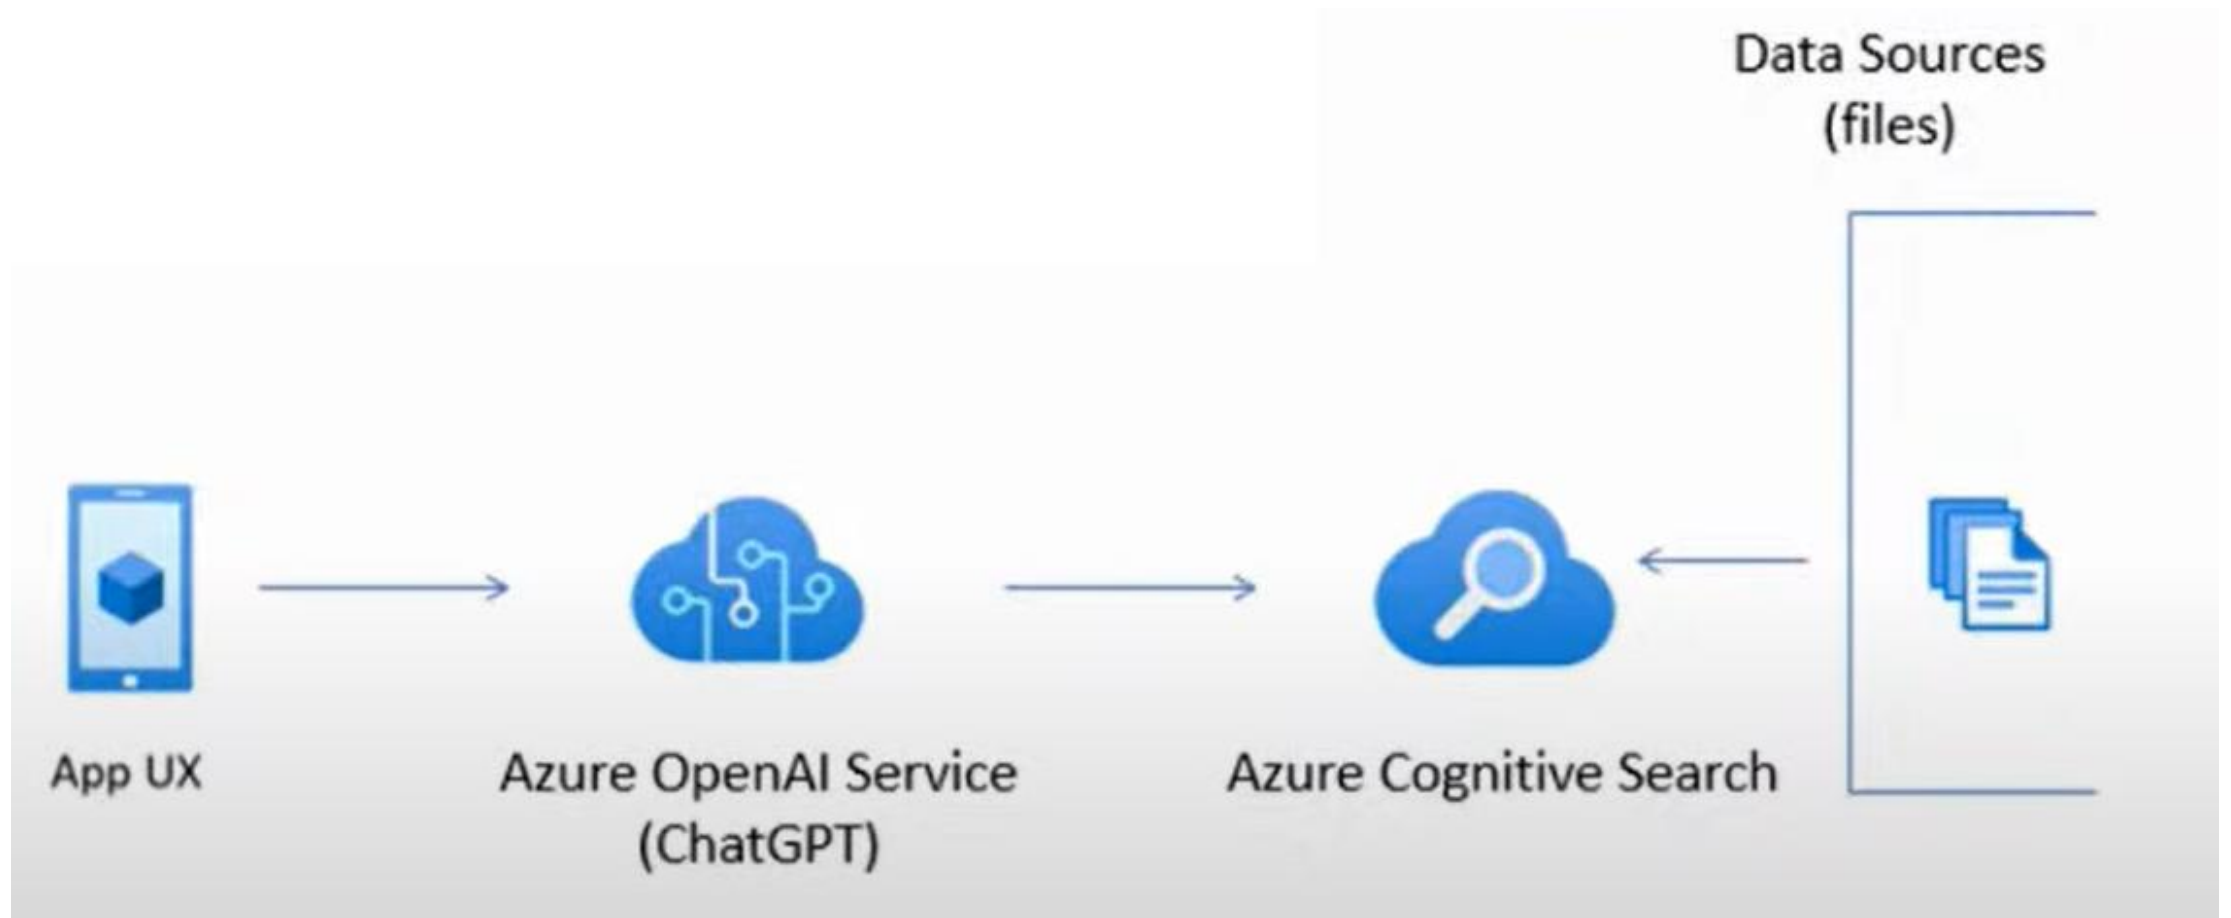 Data Sources
(files)
App UX
Azure OpenAI Service
(ChatGPT)
Azure Cognitive Search